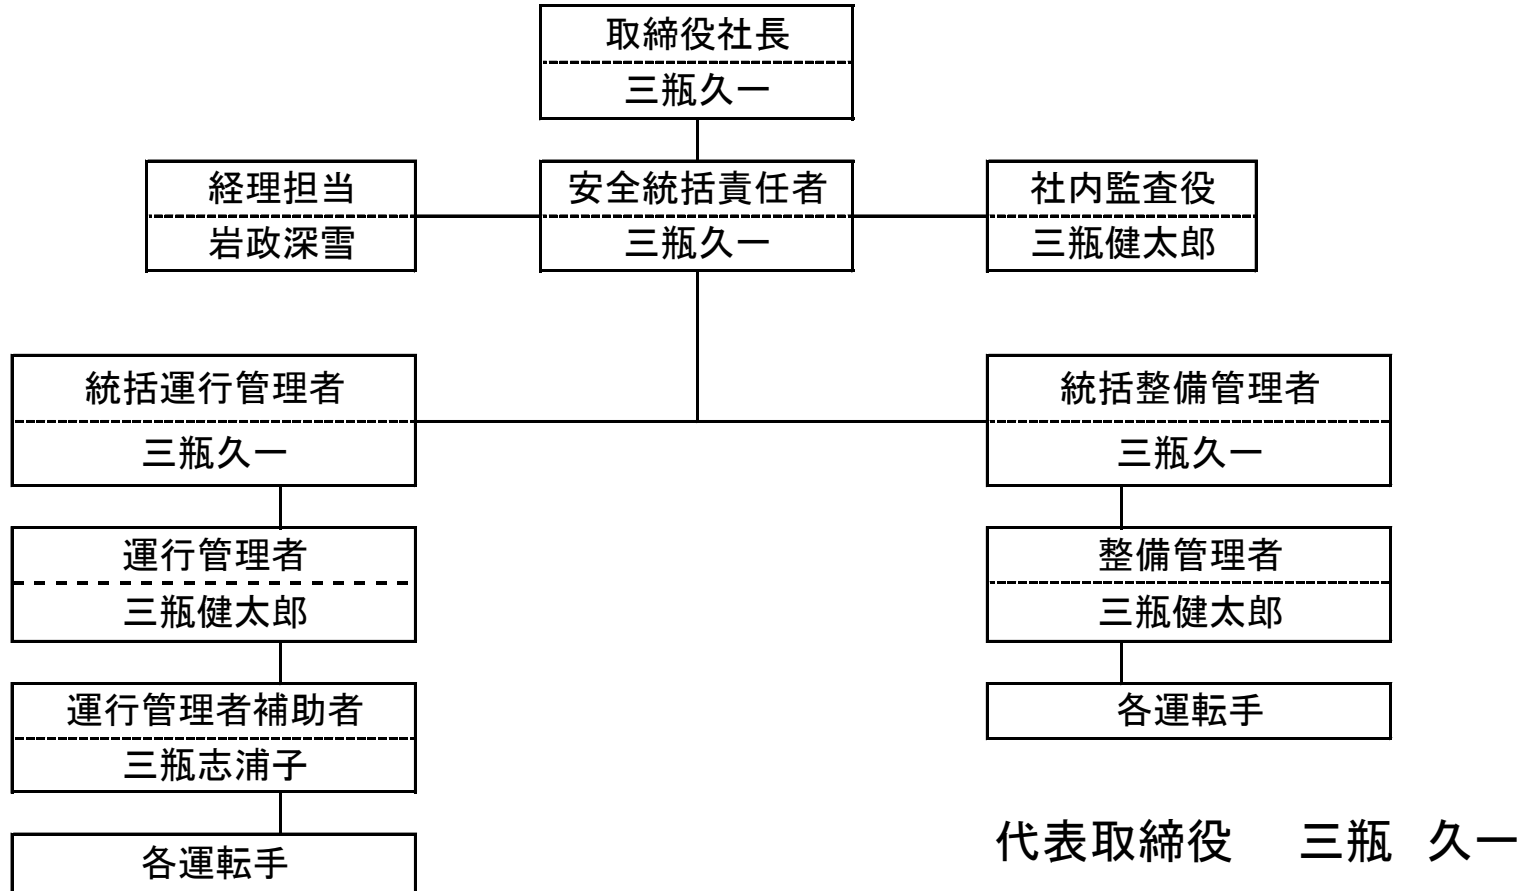 取締役社長
三瓶久一
経理担当
岩政深雪
安全統括責任者
三瓶久一
社内監査役
三瓶健太郎
統括運行管理者
三瓶久一
統括整備管理者
三瓶久一
運行管理者
三瓶健太郎
整備管理者
三瓶健太郎
運行管理者補助者
三瓶志浦子
各運転手
各運転手
代表取締役　三瓶　久一